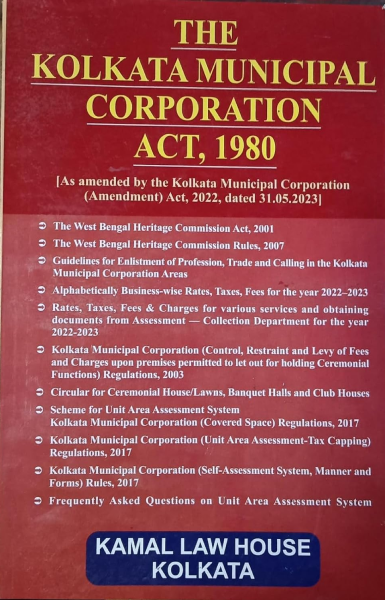 THE
KOLKATA MUNICIPAL
CORPORATION
ACT, 1980
[As amended by the Kolkata Municipal Corporation
(Amendment) Act, 2022, dated 31.05.2023]
➲ The West Bengal Heritage Commission Act, 2001
➲ The West Bengal Heritage Commission Rules, 2007
➲ Guidelines for Enlistment of Profession, Trade and Calling in the Kolkata
Municipal Corporation Areas
➲ Alphabetically Business-wise Rates, Taxes, Fees for the year 2022–2023
➲ Rates, Taxes, Fees & Charges for various services and obtaining
documents from Assessment — Collection Department for the year
2022-2023
➲ Kolkata Municipal Corporation (Control, Restraint and Levy of Fees
and Charges upon premises permitted to let out for holding Ceremonial
Functions) Regulations, 2003
➲ Circular for Ceremonial House/Lawns, Banquet Halls and Club Houses
➲ Scheme for Unit Area Assessment System
Kolkata Municipal Corporation (Covered Space) Regulations, 2017
➲ Kolkata Municipal Corporation (Unit Area Assessment-Tax Capping)
Regulations, 2017
➲ Kolkata Municipal Corporation (Self-Assessment System, Manner and
Forms) Rules, 2017
➲ Frequently Asked Questions on Unit Area Assessment System
KAMAL LAW HOUSE
KOLKATA